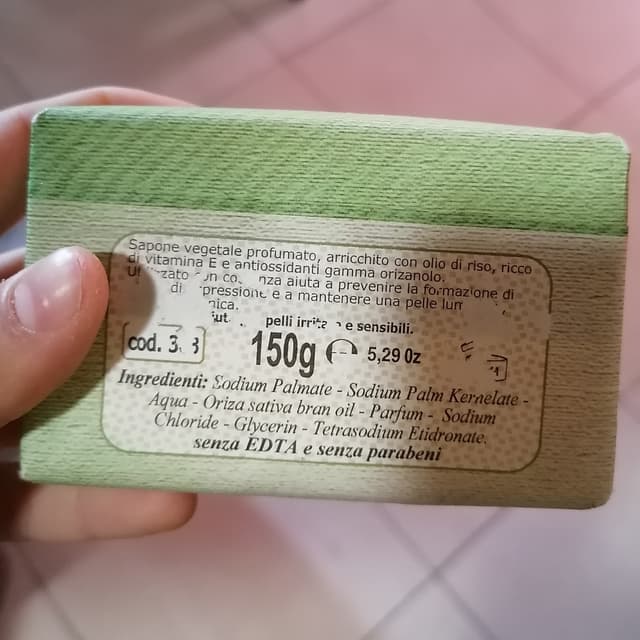 Sapone vegetale profumato, arricchito con olio di riso, ricco
di vitamina E e antiossidanti gamma orizanolo.
aiuta a prevenire la formazione di
di e a mantenere una pelle
pelli e sensibili.
cod.
150g 5,29 Oz
Ingredienti: Sodium Palmate - Sodium Palm Kernelate -
Aqua - Oriza sativa bran oil - Parfum - Sodium
Chloride - Glycerin - Tetrasodium Etidronate.
senza EDTA e senza parabeni